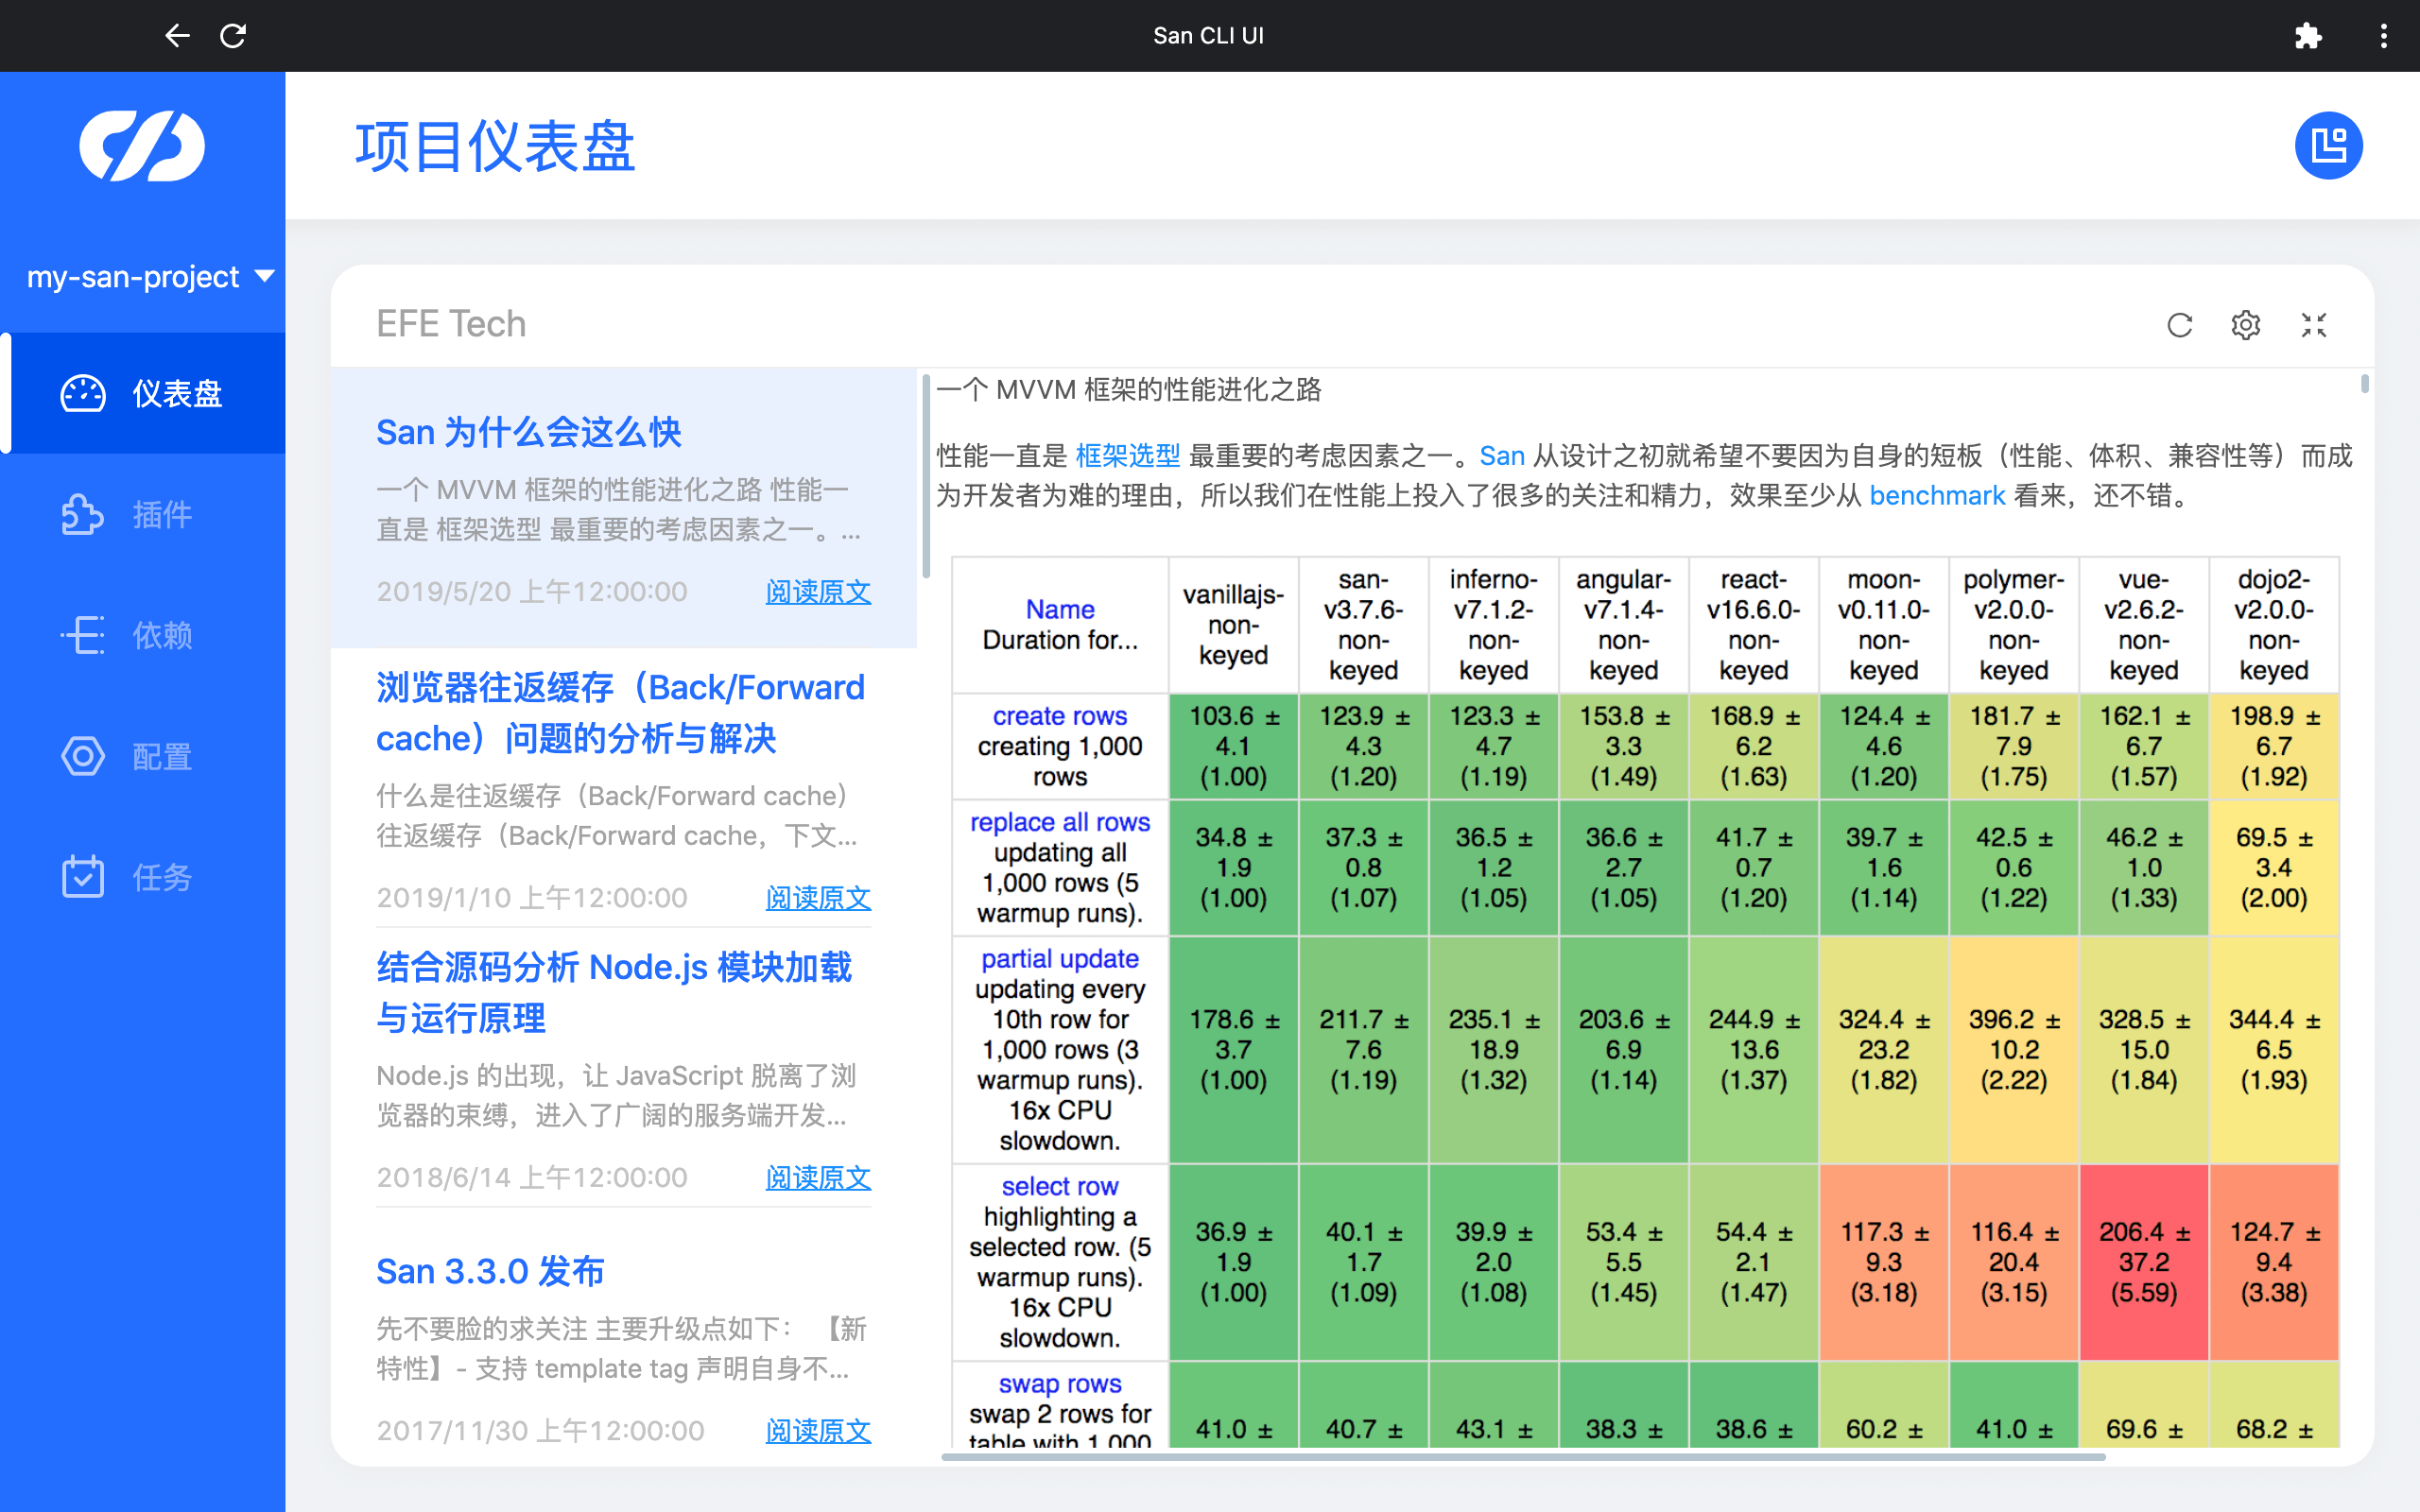 San CLI UI
项目仪表盘
my-san-project
仪表盘
插件
依赖
配置
任务
EFE Tech
San 为什么会这么快
一个 MVVM 框架的性能进化之路 性能一
直是 框架选型 最重要的考虑因素之一。...
2019/5/20 上午12:00:00 阅读原文
浏览器往返缓存（Back/Forward
cache）问题的分析与解决
什么是往返缓存（Back/Forward cache）
往返缓存（Back/Forward cache，下文...
2019/1/10 上午12:00:00 阅读原文
结合源码分析 Node.js 模块加载
与运行原理
Node.js 的出现，让 JavaScript 脱离了浏
览器的束缚，进入了广阔的服务端开发...
2018/6/14 上午12:00:00 阅读原文
San 3.3.0 发布
先不要脸的求关注 主要升级点如下： 【新
特性】- 支持 template tag 声明自身不...
2017/11/30 上午12:00:00 阅读原文
一个 MVVM 框架的性能进化之路
性能一直是 框架选型 最重要的考虑因素之一。San 从设计之初就希望不要因为自身的短板（性能、体积、兼容性等）而成
为开发者为难的理由，所以我们在性能上投入了很多的关注和精力，效果至少从 benchmark 看来，还不错。
Name
Duration for...
vanillajs-
non-
keyed
san-
v3.7.6-
non-
keyed
inferno-
v7.1.2-
non-
keyed
angular-
v7.1.4-
non-
keyed
react-
v16.6.0-
non-
keyed
moon-
v0.11.0-
non-
keyed
polymer-
v2.0.0-
non-
keyed
vue-
v2.6.2-
non-
keyed
dojo2-
v2.0.0-
non-
keyed
create rows
creating 1,000
rows
103.6 ±
4.1
(1.00)
123.9 ±
4.3
(1.20)
123.3 ±
4.7
(1.19)
153.8 ±
3.3
(1.49)
168.9 ±
6.2
(1.63)
124.4 ±
4.6
(1.20)
181.7 ±
7.9
(1.75)
162.1 ±
6.7
(1.57)
198.9 ±
6.7
(1.92)
replace all rows
updating all
1,000 rows (5
warmup runs).
34.8 ±
1.9
(1.00)
37.3 ±
0.8
(1.07)
36.5 ±
1.2
(1.05)
36.6 ±
2.7
(1.05)
41.7 ±
0.7
(1.20)
39.7 ±
1.6
(1.14)
42.5 ±
0.6
(1.22)
46.2 ±
1.0
(1.33)
69.5 ±
3.4
(2.00)
partial update
updating every
10th row for
1,000 rows (3
warmup runs).
16x CPU
slowdown.
178.6 ±
3.7
(1.00)
211.7 ±
7.6
(1.19)
235.1 ±
18.9
(1.32)
203.6 ±
6.9
(1.14)
244.9 ±
13.6
(1.37)
324.4 ±
23.2
(1.82)
396.2 ±
10.2
(2.22)
328.5 ±
15.0
(1.84)
344.4 ±
6.5
(1.93)
select row
highlighting a
selected row. (5
warmup runs).
16x CPU
slowdown.
36.9 ±
1.9
(1.00)
40.1 ±
1.7
(1.09)
39.9 ±
2.0
(1.08)
53.4 ±
5.5
(1.45)
54.4 ±
2.1
(1.47)
117.3 ±
9.3
(3.18)
116.4 ±
20.4
(3.15)
206.4 ±
37.2
(5.59)
124.7 ±
9.4
(3.38)
swap rows
swap 2 rows for
table with 1,000
41.0 ±
40.7 ±
43.1 ±
38.3 ±
38.6 ±
60.2 ±
41.0 ±
69.6 ±
68.2 ±